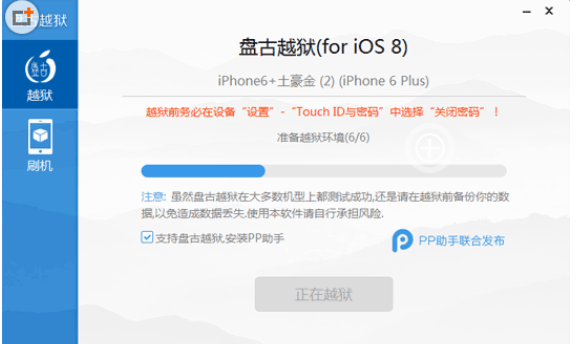 越狱
盘古越狱(for iOS 8)
盘古
越狱
刷机
iPhone6+土豪金 (2) (iPhone 6 Plus)
越狱前务必在设备“设置”-“Touch ID与密码”中选择“关闭密码”！
准备越狱环境(6/6)
注意: 虽然盘古越狱在大多数机型上都测试成功,还是请在越狱前备份你的数
据,以免造成数据丢失.使用本软件请自行承担风险.
支持盘古越狱,安装PP助手
PP助手联合发布
正在越狱